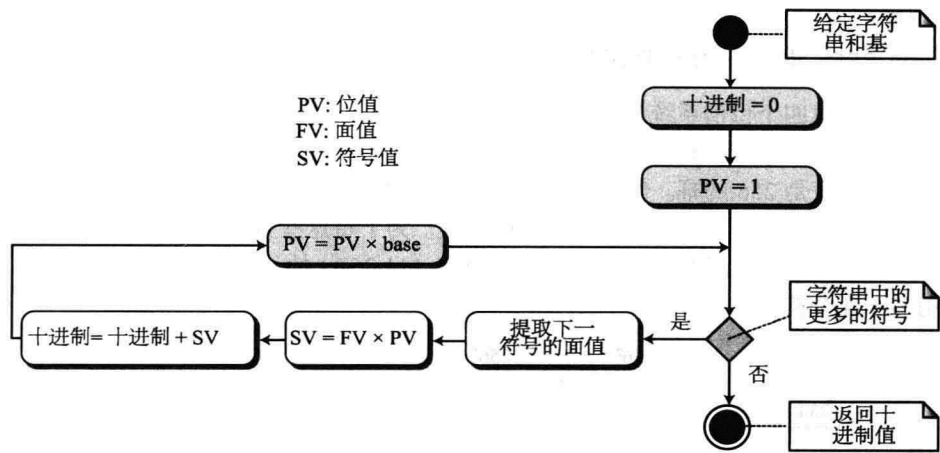 给定字符
串和基
十进制 = 0
PV: 位值
FV: 面值
SV: 符号值
PV = 1
PV = PV × base
字符串中的
更多的符号
十进制= 十进制 + SV
SV = FV × PV
提取下一
符号的面值
是
否
返回十
进制值